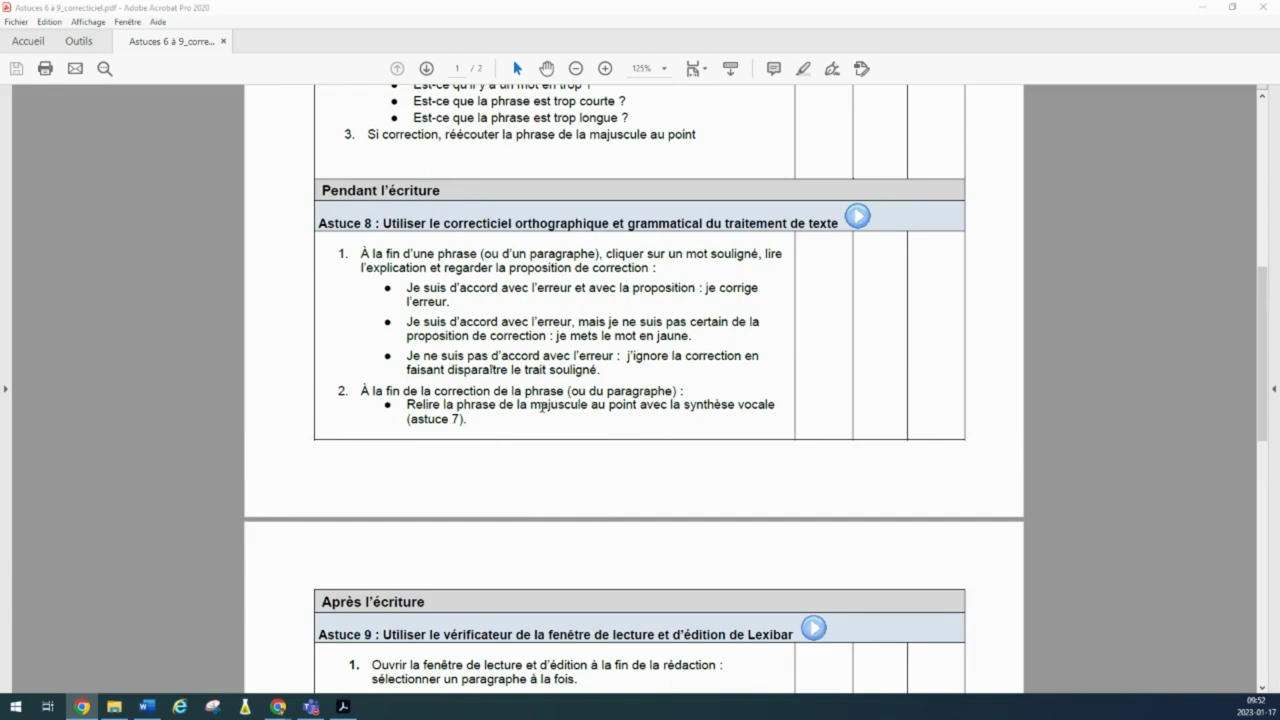 Astuces 6 à 9_correcticiel.pdf - Adobe Acrobat Pro 2020
Fichier Edition Affichage Fenêtre Aide
Accueil Outils Astuces 6 à 9_corre... ×
1 / 2 125%
• Est-ce qu'il y a un mot en trop ?
• Est-ce que la phrase est trop courte ?
• Est-ce que la phrase est trop longue ?
3. Si correction, réécouter la phrase de la majuscule au point
Pendant l'écriture
Astuce 8 : Utiliser le correcticiel orthographique et grammatical du traitement de texte
1. À la fin d'une phrase (ou d'un paragraphe), cliquer sur un mot souligné, lire
l'explication et regarder la proposition de correction :
• Je suis d'accord avec l'erreur et avec la proposition : je corrige
l'erreur.
• Je suis d'accord avec l'erreur, mais je ne suis pas certain de la
proposition de correction : je mets le mot en jaune.
• Je ne suis pas d'accord avec l'erreur : j'ignore la correction en
faisant disparaître le trait souligné.
2. À la fin de la correction de la phrase (ou du paragraphe) :
• Relire la phrase de la majuscule au point avec la synthèse vocale
(astuce 7).
Après l'écriture
Astuce 9 : Utiliser le vérificateur de la fenêtre de lecture et d'édition de Lexibar
1. Ouvrir la fenêtre de lecture et d'édition à la fin de la rédaction :
sélectionner un paragraphe à la fois.
09:52
2023-01-17